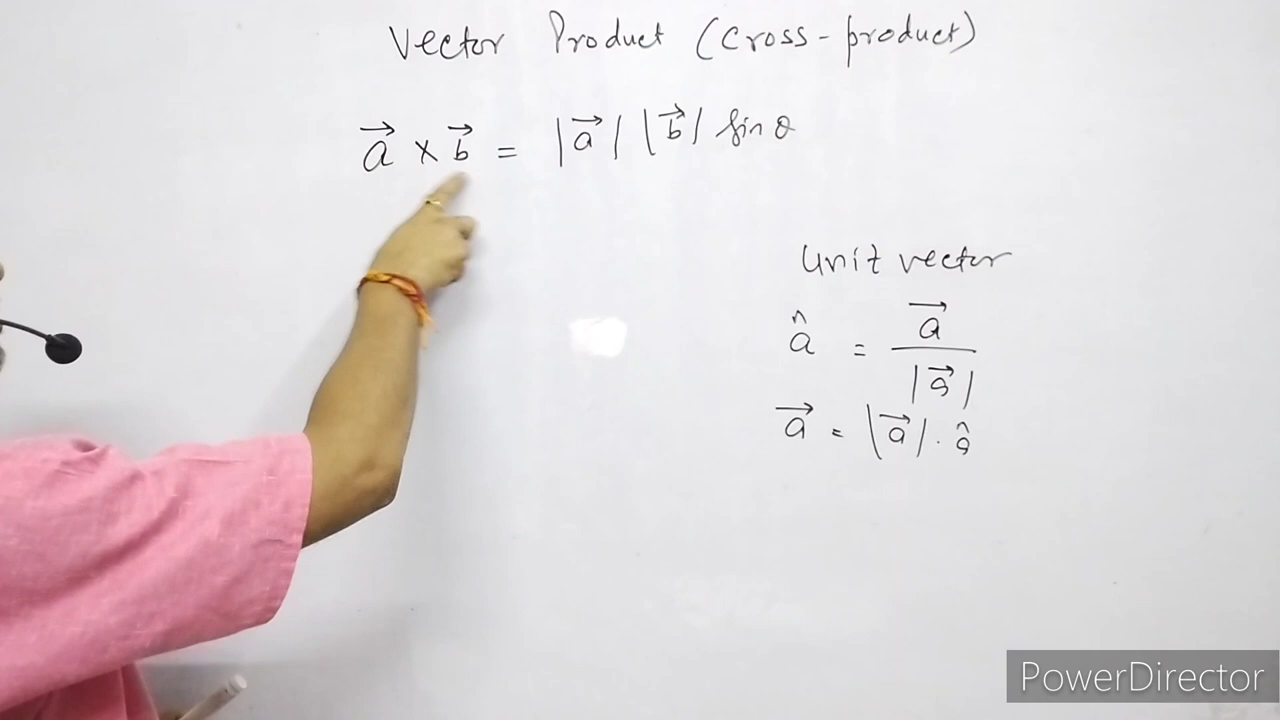 Vector Product (Cross-product)
a⃗ × b⃗ = |a⃗| |b⃗| sin θ
Unit vector
â = a⃗ / |a⃗|
a⃗ = |a⃗| . â
PowerDirector